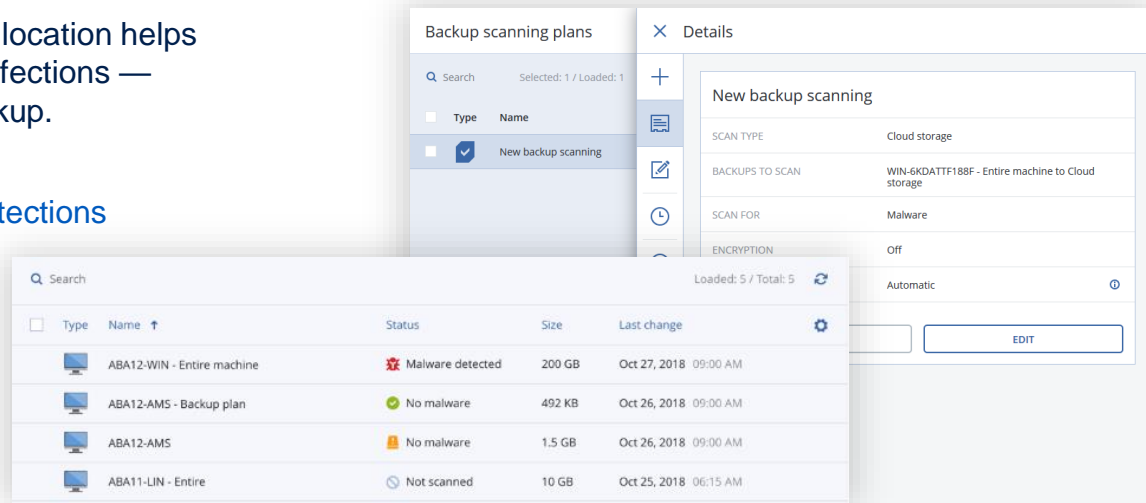 location helps
fections —
kup.
tections
Backup scanning plans
Search Selected: 1 / Loaded: 1
Type Name
New backup scanning
Details
New backup scanning
SCAN TYPE Cloud storage
BACKUPS TO SCAN WIN-6KDATTF188F - Entire machine to Cloud
storage
SCAN FOR Malware
ENCRYPTION Off
Automatic
EDIT
Search Loaded: 5 / Total: 5
Type Name Status Size Last change
ABA12-WIN - Entire machine Malware detected 200 GB Oct 27, 2018 09:00 AM
ABA12-AMS - Backup plan No malware 492 KB Oct 26, 2018 09:00 AM
ABA12-AMS No malware 1.5 GB Oct 26, 2018 09:00 AM
ABA11-LIN - Entire Not scanned 10 GB Oct 25, 2018 06:15 AM